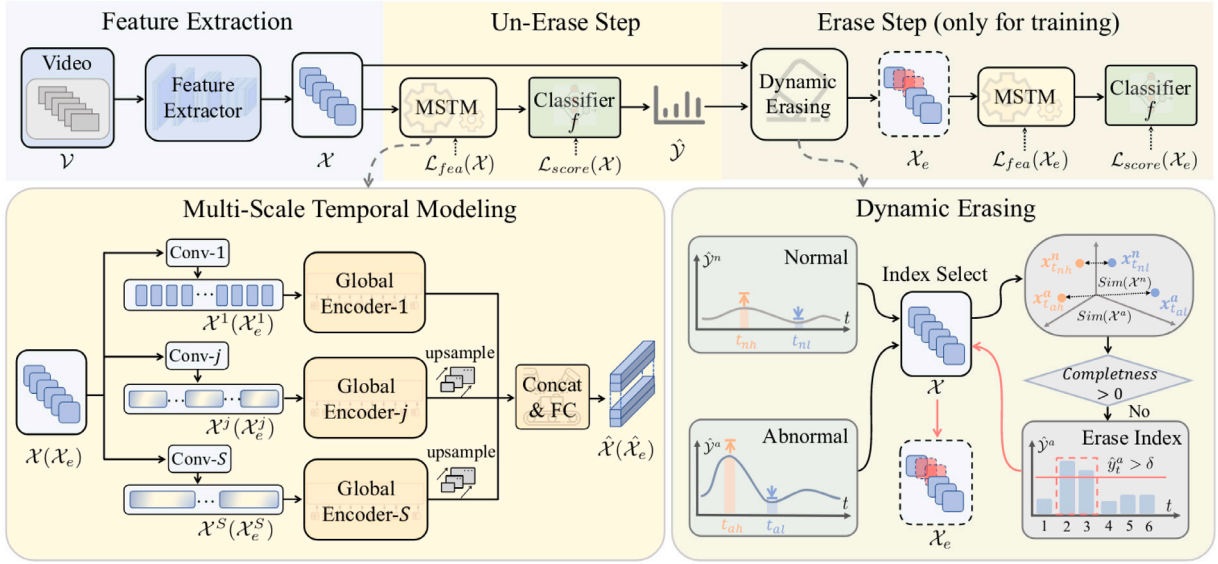 Feature Extraction
Un-Erase Step
Erase Step (only for training)
Video
Feature
Extractor
MSTM
Classifier
f
Dynamic
Erasing
MSTM
Classifier
f
𝒱
𝒳
ℒ_fea(𝒳)
ℒ_score(𝒳)
Ŷ
𝒳_e
ℒ_fea(𝒳_e)
ℒ_score(𝒳_e)
Multi-Scale Temporal Modeling
Conv-1
𝒳^1(𝒳_e^1)
Global
Encoder-1
Conv-j
𝒳^j(𝒳_e^j)
Global
Encoder-j
upsample
Conv-S
𝒳^S(𝒳_e^S)
Global
Encoder-S
upsample
𝒳(𝒳_e)
Concat
& FC
𝒳̂(𝒳̂_e)
Dynamic Erasing
Normal
ŷ^n
t
t_nh
t_nl
Abnormal
ŷ^a
t
t_ah
t_al
Index Select
𝒳
𝒳_e
x^n_{t_nh}
x^n_{t_nl}
Sim(𝒳^n)
x^a_{t_ah}
x^a_{t_al}
Sim(𝒳^a)
Completness
> 0
No
ŷ^a
Erase Index
ŷ_t^a > δ
t
1 2 3 4 5 6